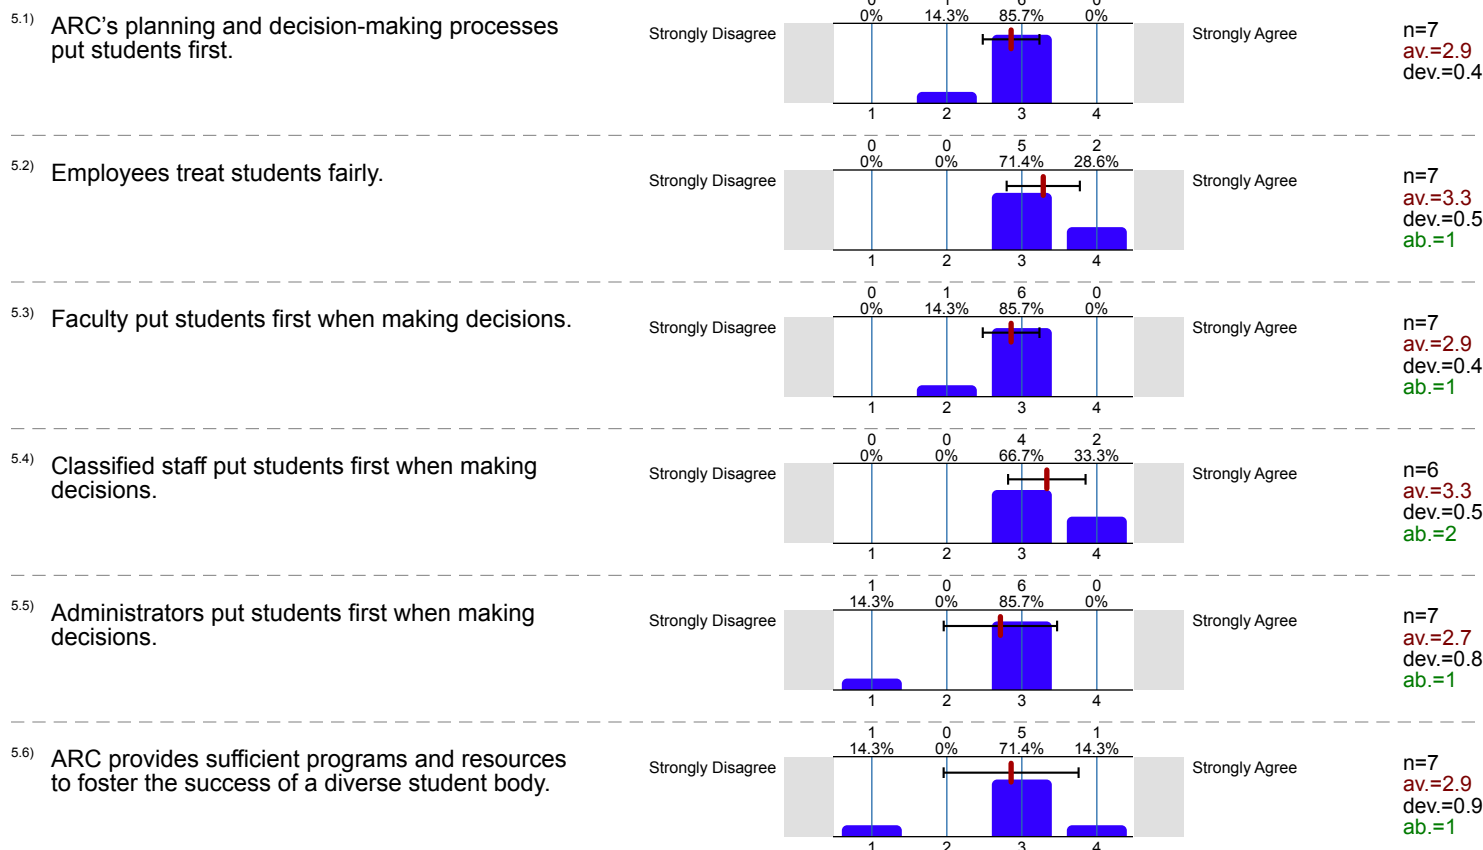 0 1 6 0
0% 14.3% 85.7% 0%
5.1) ARC’s planning and decision-making processes
put students first.
Strongly Disagree
Strongly Agree
n=7
av.=2.9
dev.=0.4
1 2 3 4
0 0 5 2
0% 0% 71.4% 28.6%
5.2) Employees treat students fairly.
Strongly Disagree
Strongly Agree
n=7
av.=3.3
dev.=0.5
ab.=1
1 2 3 4
0 1 6 0
0% 14.3% 85.7% 0%
5.3) Faculty put students first when making decisions.
Strongly Disagree
Strongly Agree
n=7
av.=2.9
dev.=0.4
ab.=1
1 2 3 4
0 0 4 2
0% 0% 66.7% 33.3%
5.4) Classified staff put students first when making
decisions.
Strongly Disagree
Strongly Agree
n=6
av.=3.3
dev.=0.5
ab.=2
1 2 3 4
1 0 6 0
14.3% 0% 85.7% 0%
5.5) Administrators put students first when making
decisions.
Strongly Disagree
Strongly Agree
n=7
av.=2.7
dev.=0.8
ab.=1
1 2 3 4
1 0 5 1
14.3% 0% 71.4% 14.3%
5.6) ARC provides sufficient programs and resources
to foster the success of a diverse student body.
Strongly Disagree
Strongly Agree
n=7
av.=2.9
dev.=0.9
ab.=1
1 2 3 4